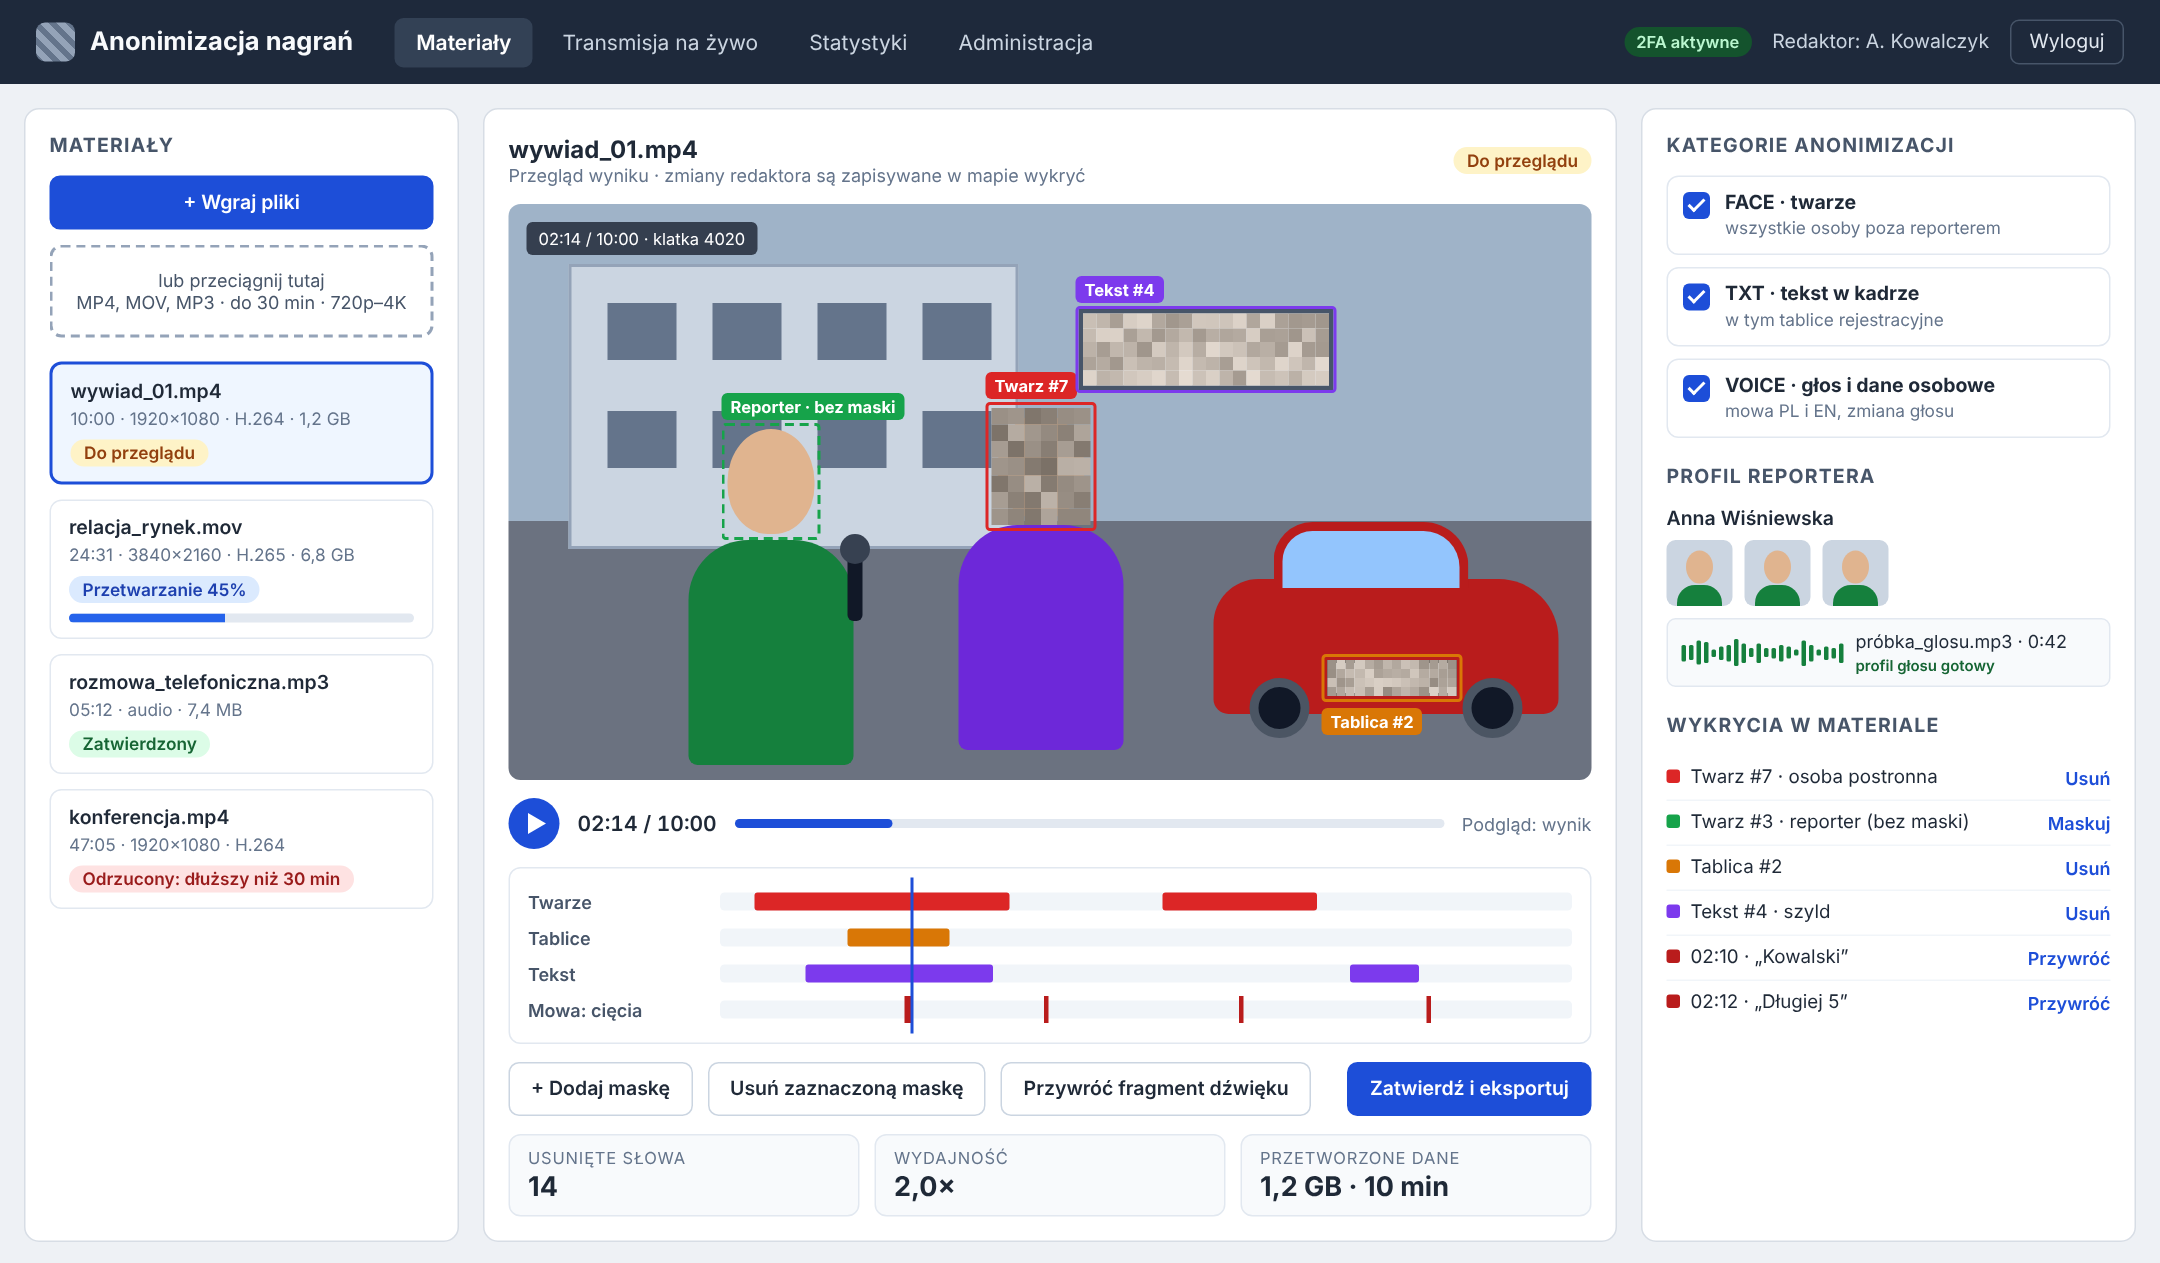 Anonimizacja nagrań
Materiały
Transmisja na żywo
Statystyki
Administracja
2FA aktywne
Redaktor: A. Kowalczyk
Wyloguj
MATERIAŁY
+ Wgraj pliki
lub przeciągnij tutaj
MP4, MOV, MP3 · do 30 min · 720p–4K
wywiad_01.mp4
10:00 · 1920×1080 · H.264 · 1,2 GB
Do przeglądu
relacja_rynek.mov
24:31 · 3840×2160 · H.265 · 6,8 GB
Przetwarzanie 45%
rozmowa_telefoniczna.mp3
05:12 · audio · 7,4 MB
Zatwierdzony
konferencja.mp4
47:05 · 1920×1080 · H.264
Odrzucony: dłuższy niż 30 min
wywiad_01.mp4
Przegląd wyniku · zmiany redaktora są zapisywane w mapie wykryć
Do przeglądu
02:14 / 10:00 · klatka 4020
Tekst #4
Twarz #7
Reporter · bez maski
Tablica #2
02:14 / 10:00
Podgląd: wynik
Twarze
Tablice
Tekst
Mowa: cięcia
+ Dodaj maskę
Usuń zaznaczoną maskę
Przywróć fragment dźwięku
Zatwierdź i eksportuj
USUNIĘTE SŁOWA
14
WYDAJNOŚĆ
2,0×
PRZETWORZONE DANE
1,2 GB · 10 min
KATEGORIE ANONIMIZACJI
FACE · twarze
wszystkie osoby poza reporterem
TXT · tekst w kadrze
w tym tablice rejestracyjne
VOICE · głos i dane osobowe
mowa PL i EN, zmiana głosu
PROFIL REPORTERA
Anna Wiśniewska
próbka_glosu.mp3 · 0:42
profil głosu gotowy
WYKRYCIA W MATERIALE
Twarz #7 · osoba postronna
Usuń
Twarz #3 · reporter (bez maski)
Maskuj
Tablica #2
Usuń
Tekst #4 · szyld
Usuń
02:10 · „Kowalski”
Przywróć
02:12 · „Długiej 5”
Przywróć